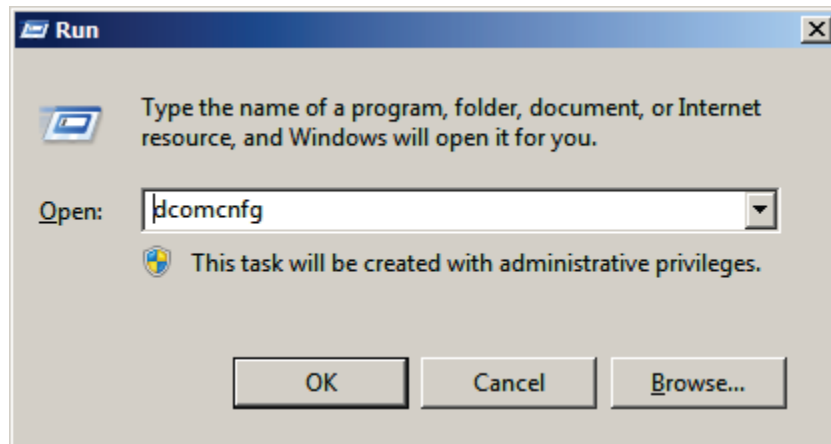 Run
Type the name of a program, folder, document, or Internet
resource, and Windows will open it for you.
Open: dcomcnfg
This task will be created with administrative privileges.
OK Cancel Browse...